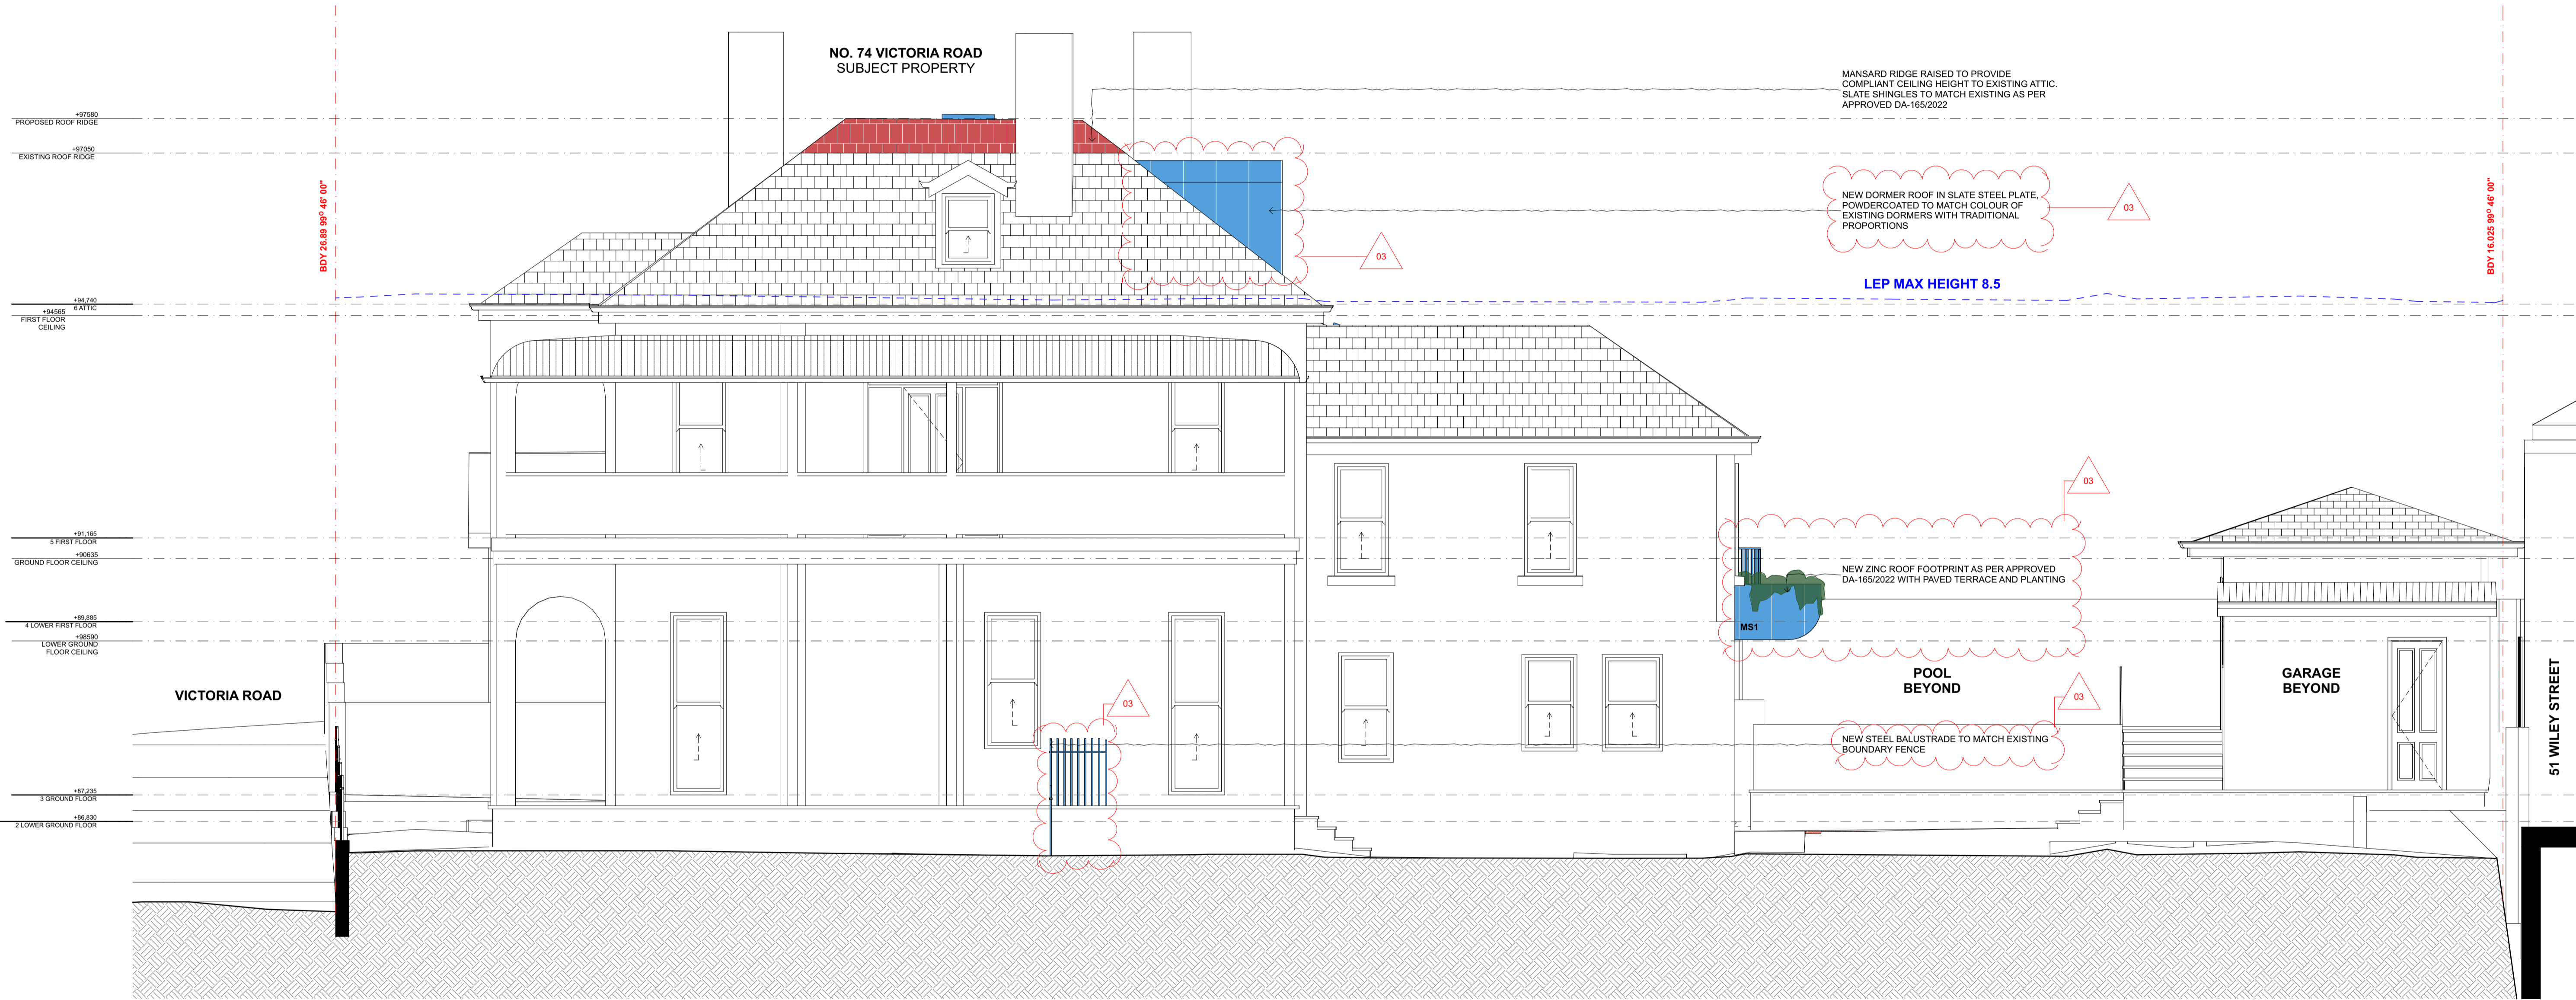 NO. 74 VICTORIA ROAD
SUBJECT PROPERTY
MANSARD RIDGE RAISED TO PROVIDE
COMPLIANT CEILING HEIGHT TO EXISTING ATTIC.
SLATE SHINGLES TO MATCH EXISTING AS PER
APPROVED DA-165/2022
+97580
PROPOSED ROOF RIDGE
+97050
EXISTING ROOF RIDGE
BDY 26.89 99° 46' 00"
BDY 16.025 99° 46' 00"
NEW DORMER ROOF IN SLATE STEEL PLATE,
POWDERCOATED TO MATCH COLOUR OF
EXISTING DORMERS WITH TRADITIONAL
PROPORTIONS
03
03
LEP MAX HEIGHT 8.5
+94,740
6 ATTIC
+94565
FIRST FLOOR
CEILING
03
+91,165
5 FIRST FLOOR
+90635
GROUND FLOOR CEILING
NEW ZINC ROOF FOOTPRINT AS PER APPROVED
DA-165/2022 WITH PAVED TERRACE AND PLANTING
+89,885
4 LOWER FIRST FLOOR
MS1
+98590
LOWER GROUND
FLOOR CEILING
VICTORIA ROAD
POOL
BEYOND
GARAGE
BEYOND
51 WILEY STREET
03
03
NEW STEEL BALUSTRADE TO MATCH EXISTING
BOUNDARY FENCE
+87,235
3 GROUND FLOOR
+86,830
2 LOWER GROUND FLOOR